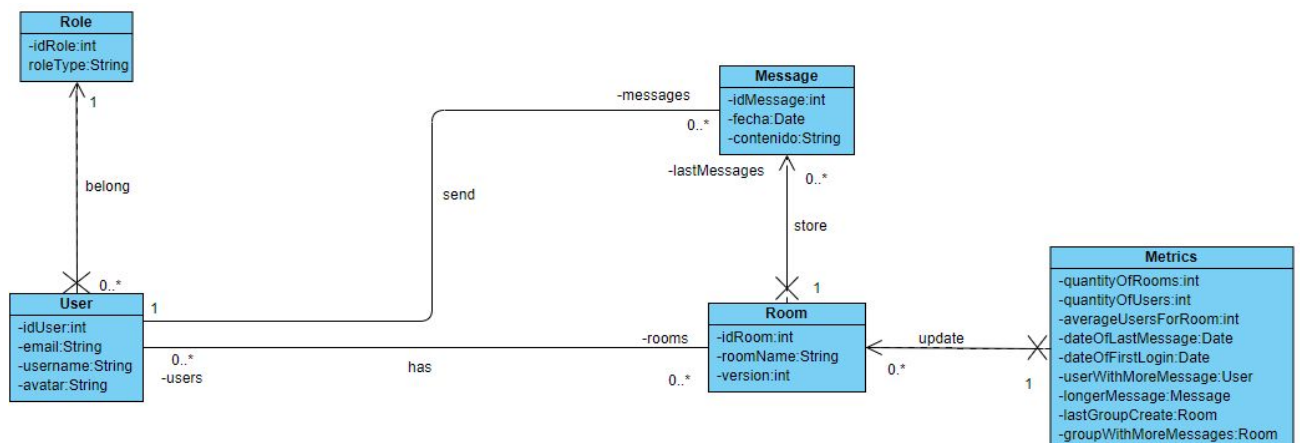 Role
-idRole:int
roleType:String
1
belong
0..*
User
-idUser:int
-email:String
-username:String
-avatar:String
1
send
-messages
0..*
Message
-idMessage:int
-fecha:Date
-contenido:String
-lastMessages
0..*
store
1
0..*
-users
has
-rooms
0..*
Room
-idRoom:int
-roomName:String
-version:int
update
0.*
1
Metrics
-quantityOfRooms:int
-quantityOfUsers:int
-averageUsersForRoom:int
-dateOfLastMessage:Date
-dateOfFirstLogin:Date
-userWithMoreMessage:User
-longerMessage:Message
-lastGroupCreate:Room
-groupWithMoreMessages:Room